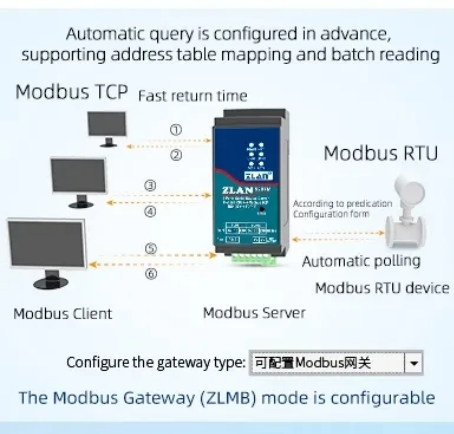 Automatic query is configured in advance,
supporting address table mapping and batch reading
Modbus TCP
Fast return time
①
②
③
④
⑤
⑥
ZLAN
ZLAN
Modbus RTU
According to predication
Configuration form
Automatic polling
Modbus RTU device
Modbus Client
Modbus Server
Configure the gateway type: 可配置Modbus网关
The Modbus Gateway (ZLMB) mode is configurable